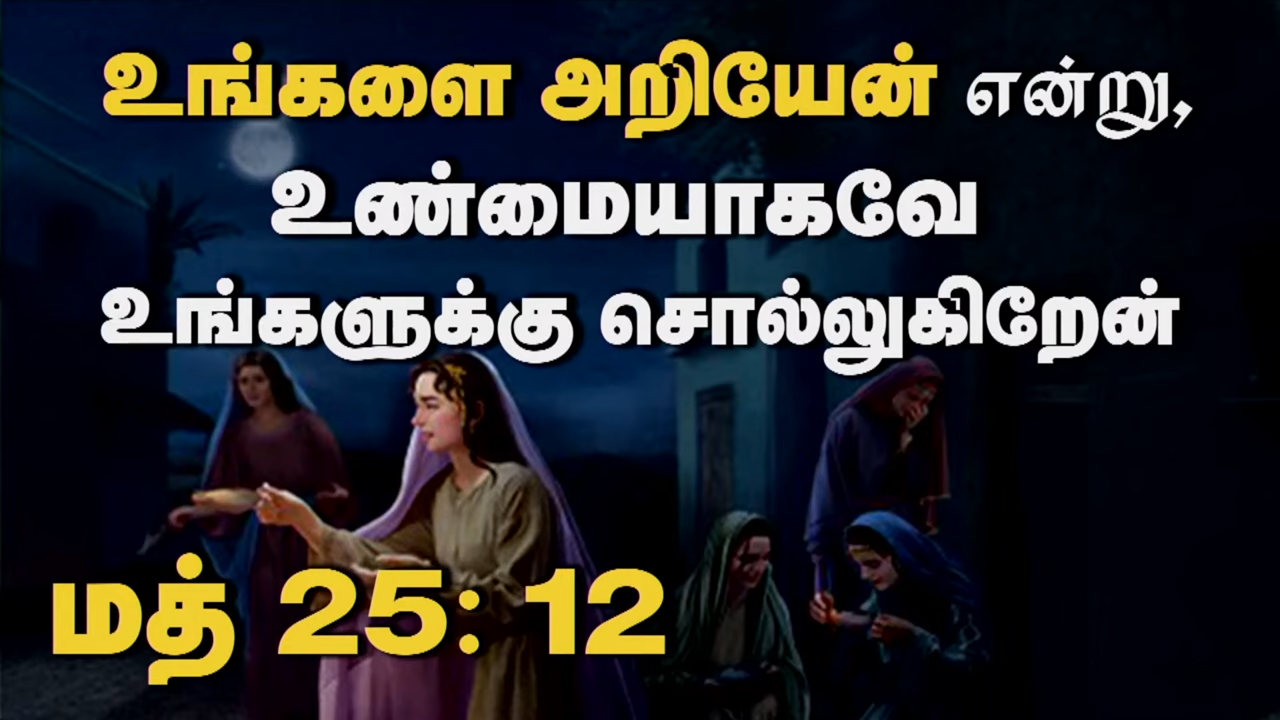 உங்களை அறியேன் என்று,
உண்மையாகவே
உங்களுக்கு சொல்லுகிறேன்
மத் 25: 12